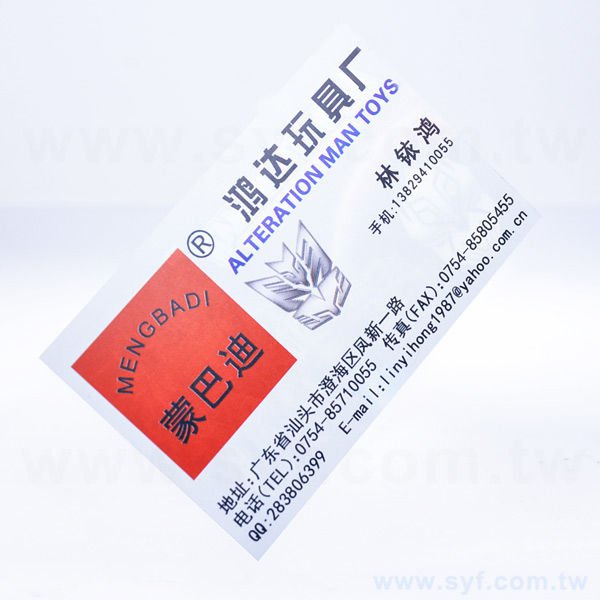 鸿达玩具厂
ALTERATION MAN TOYS
®
MENGBADI
蒙巴迪
林铱鸿
手机:13829410055
地址:广东省汕头市澄海区凤新一路
电话(TEL):0754-85710055 传真(FAX):0754-85805455
QQ:283806399 E-mail:linyihong1987@yahoo.com.cn
www.syf.com.tw